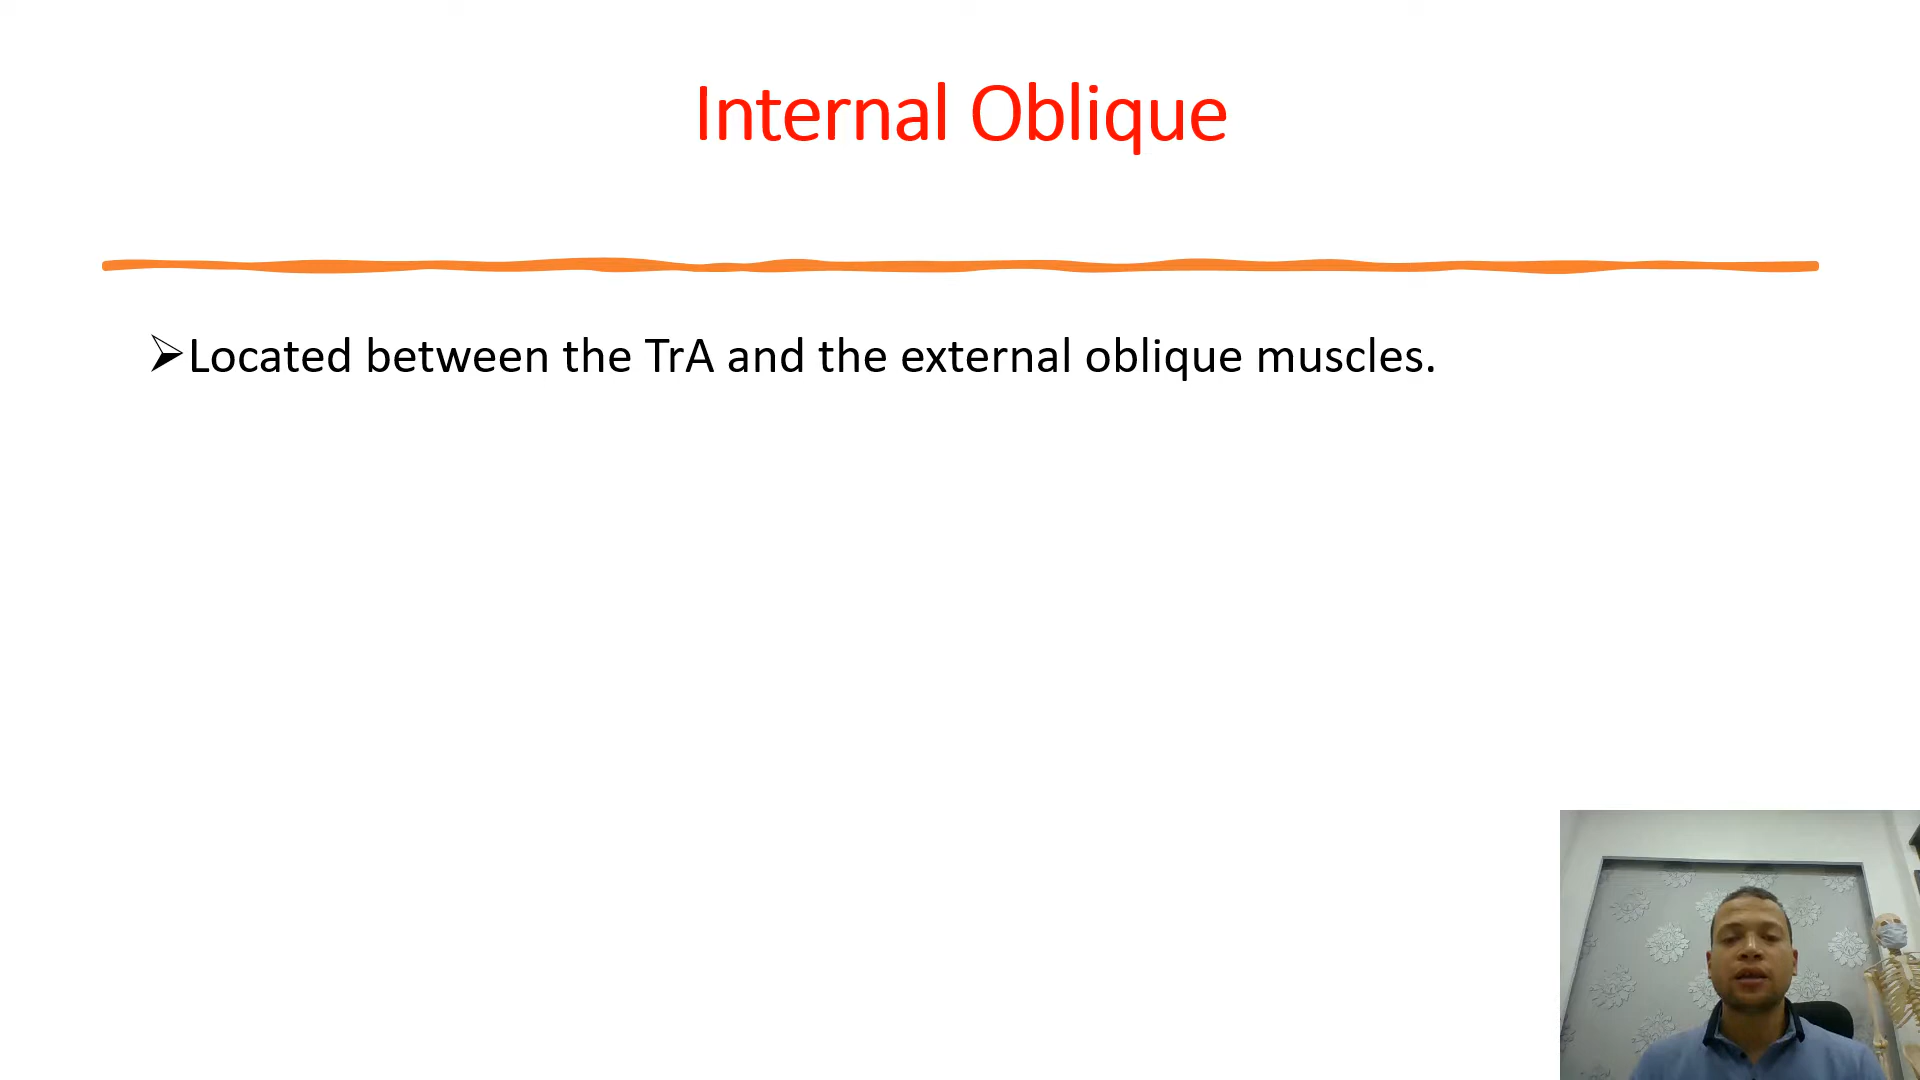 Internal Oblique
➢Located between the TrA and the external oblique muscles.